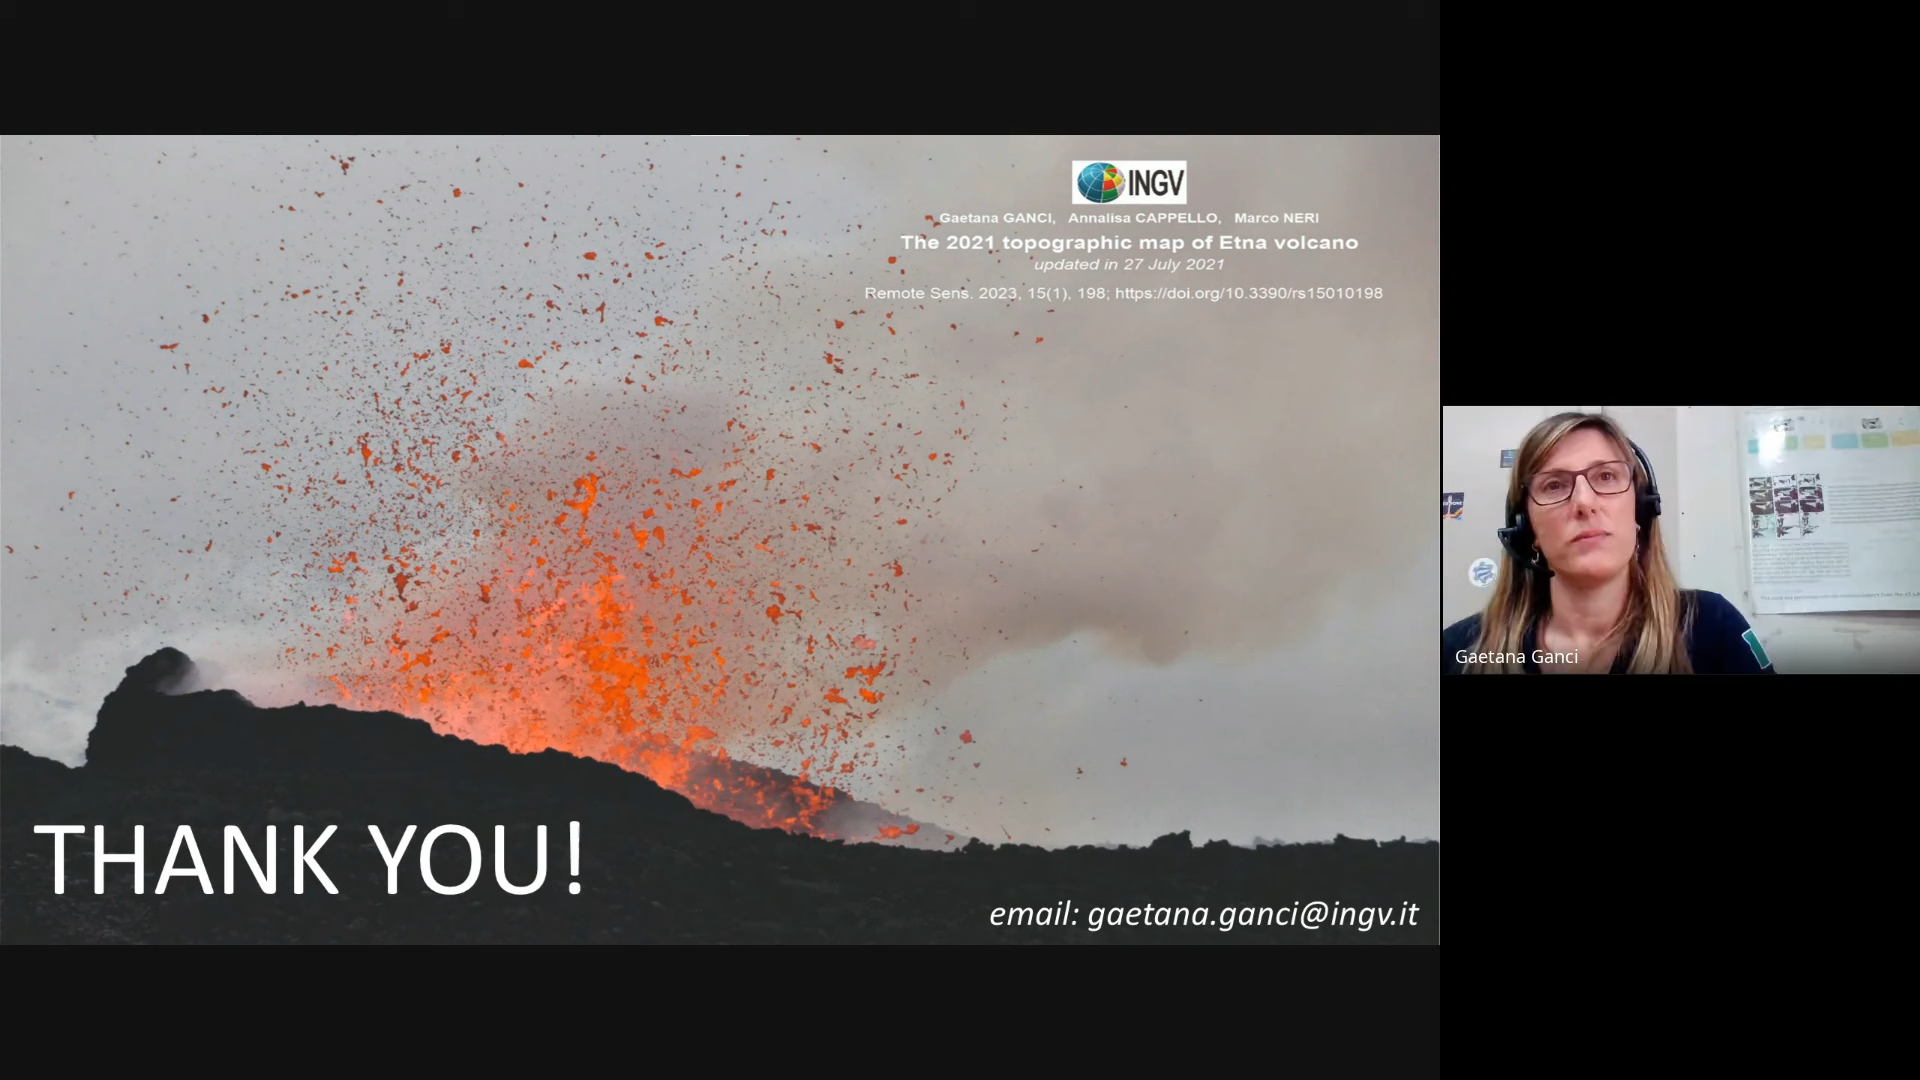 INGV
Gaetana GANCI, Annalisa CAPPELLO, Marco NERI
The 2021 topographic map of Etna volcano
updated in 27 July 2021
Remote Sens. 2023, 15(1), 198; https://doi.org/10.3390/rs15010198
THANK YOU!
email: gaetana.ganci@ingv.it
Gaetana Ganci